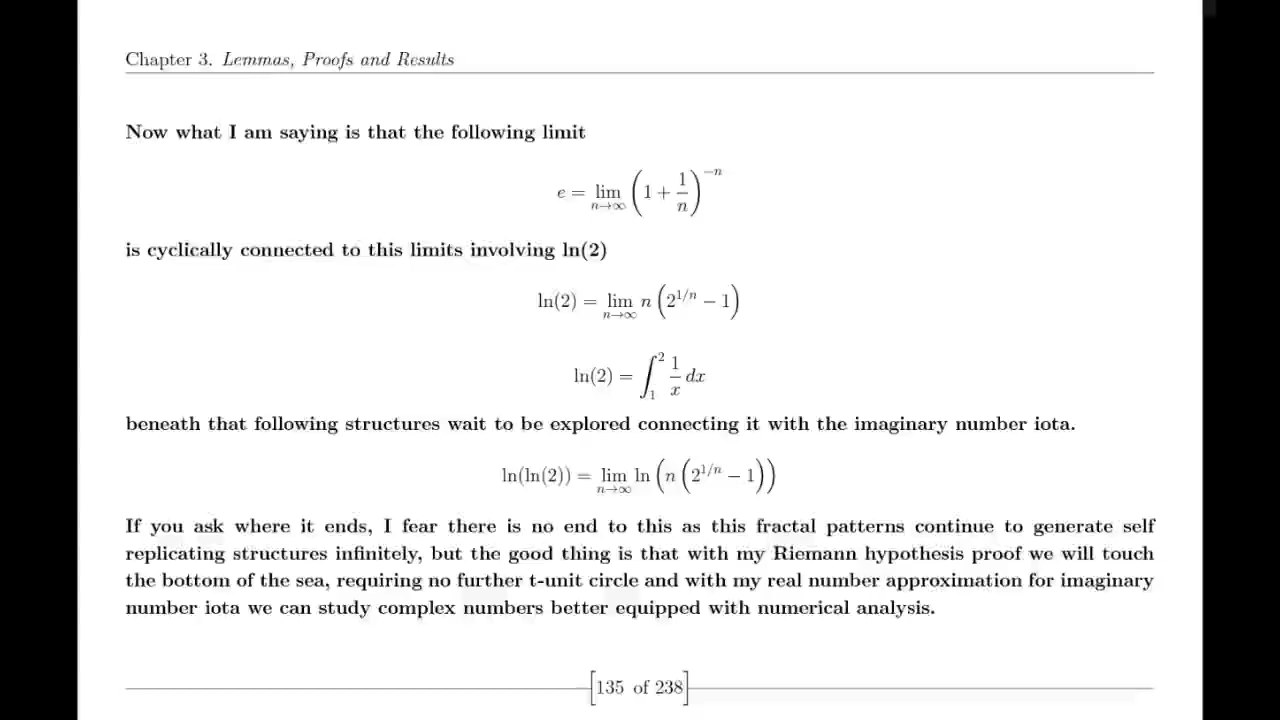 Chapter 3. Lemmas, Proofs and Results
Now what I am saying is that the following limit
e = lim_{n→∞} (1 + 1/n)^{−n}
is cyclically connected to this limits involving ln(2)
ln(2) = lim_{n→∞} n (2^{1/n} − 1)
ln(2) = ∫_1^2 1/x dx
beneath that following structures wait to be explored connecting it with the imaginary number iota.
ln(ln(2)) = lim_{n→∞} ln (n (2^{1/n} − 1))
If you ask where it ends, I fear there is no end to this as this fractal patterns continue to generate self
replicating structures infinitely, but the good thing is that with my Riemann hypothesis proof we will touch
the bottom of the sea, requiring no further t-unit circle and with my real number approximation for imaginary
number iota we can study complex numbers better equipped with numerical analysis.
[135 of 238]